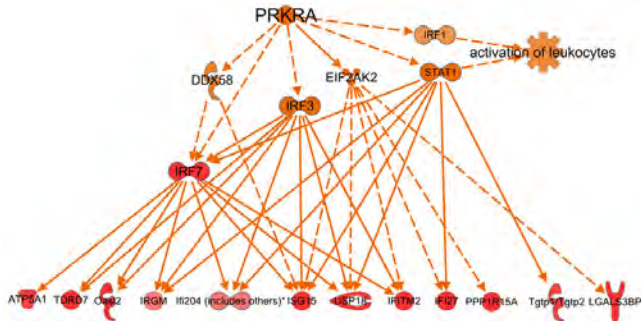 PRKRA
IRF1
activation of leukocytes
DDX58
EIF2AK2
STAT1
IRF3
IRF7
ATP5A1 TDRD7 Oas2 IRGM Ifi204 (includes others)* ISG15 USP18 IFITM2 IFI27 PPP1R15A Tgtp1/Tgtp2 LGALS3BP